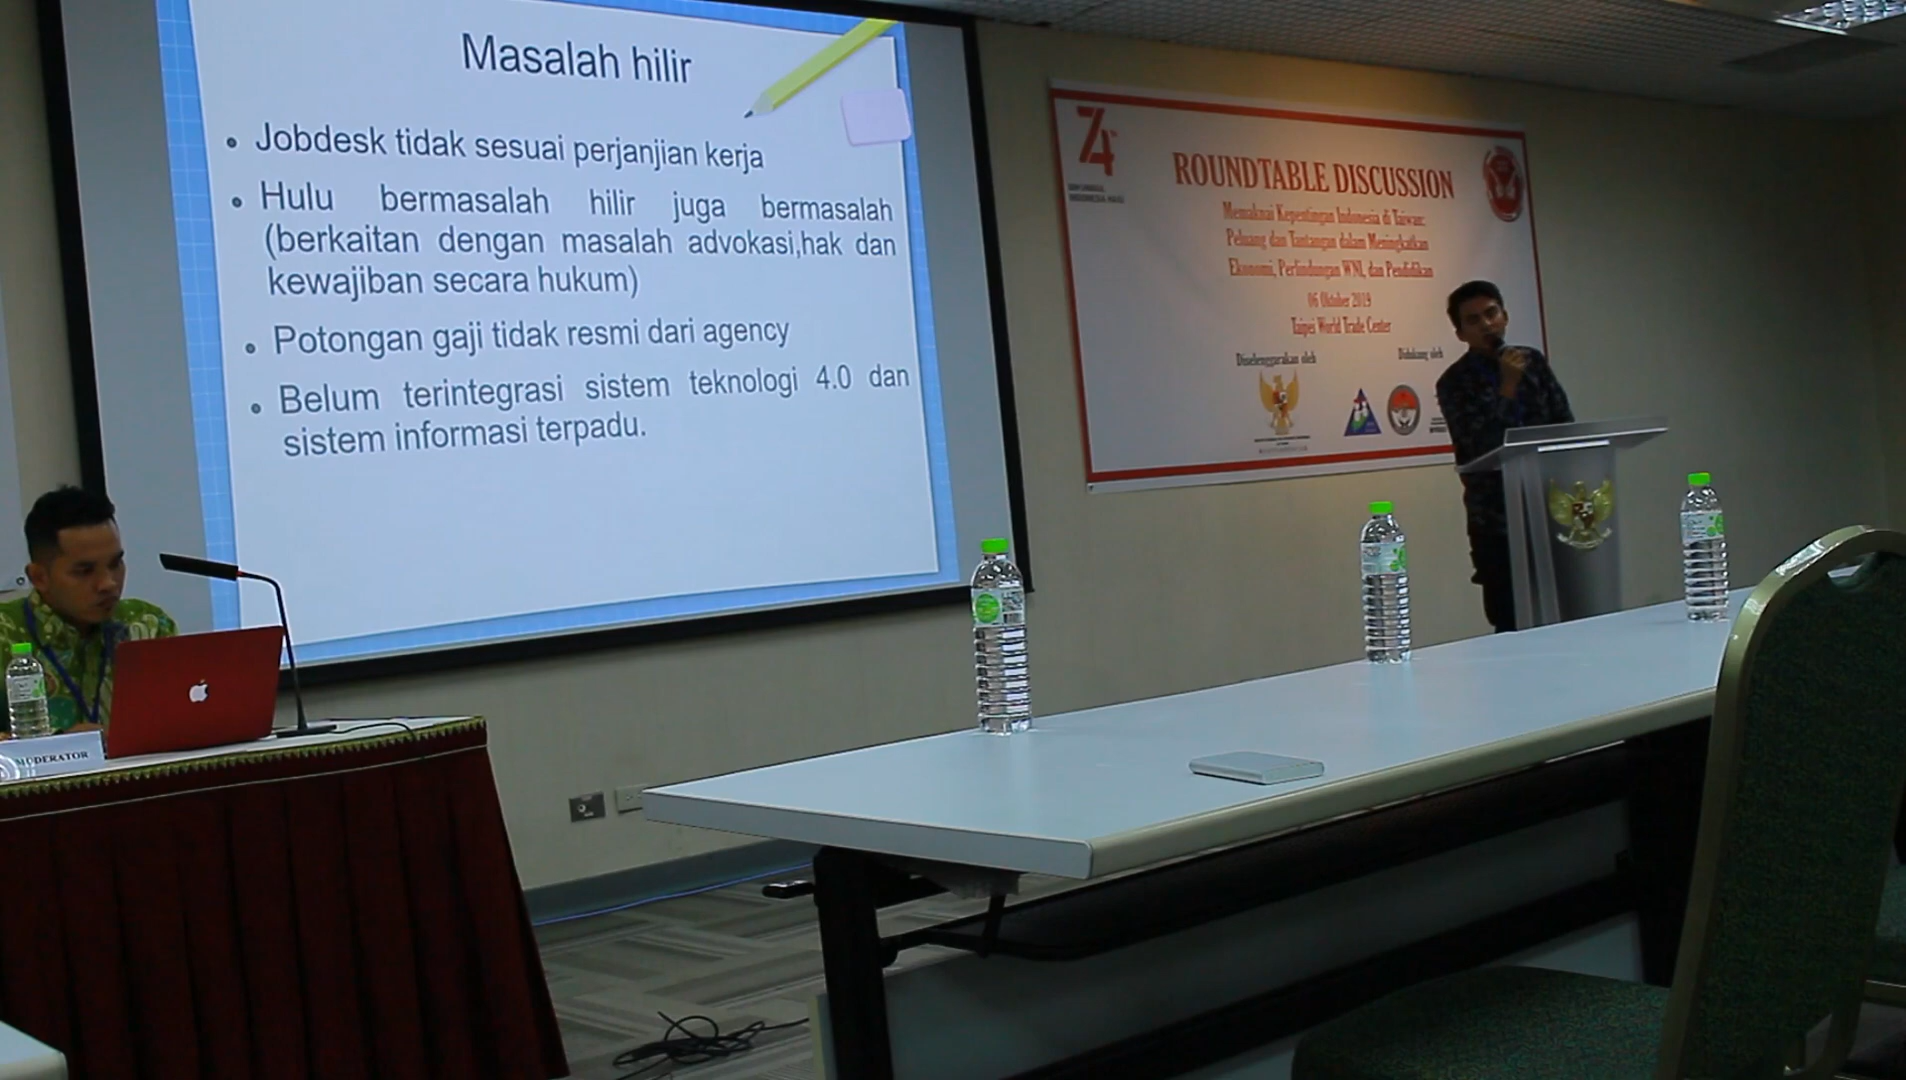 Masalah hilir
• Jobdesk tidak sesuai perjanjian kerja
• Hulu bermasalah hilir juga bermasalah
(berkaitan dengan masalah advokasi,hak dan
kewajiban secara hukum)
• Potongan gaji tidak resmi dari agency
• Belum terintegrasi sistem teknologi 4.0 dan
sistem informasi terpadu.
74
INDONESIA MAJU
ROUNDTABLE DISCUSSION
Memaknai Kepentingan Indonesia di Taiwan:
Peluang dan Tantangan dalam Meningkatkan
Ekonomi, Perlindungan WNI, dan Pendidikan
06 Oktober 2019
Taipei World Trade Center
Diselenggarakan oleh
Didukung oleh
MODERATOR